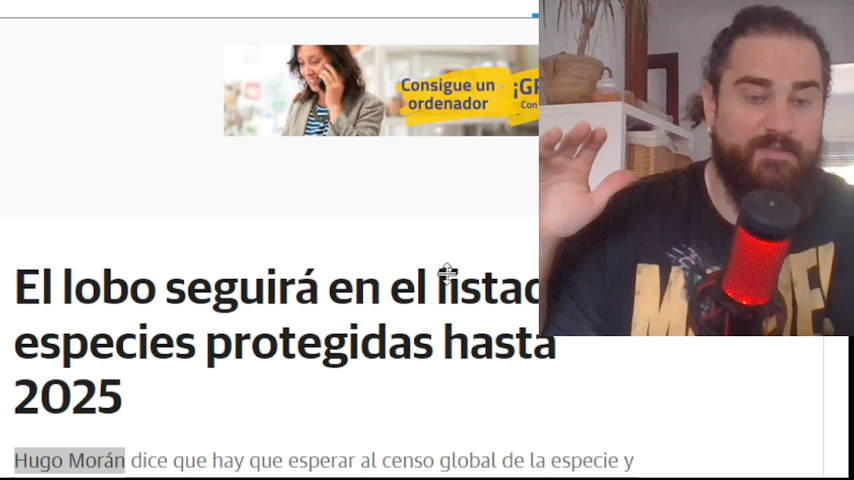 Consigue un
ordenador
Con
El lobo seguirá en el
especies protegidas hasta
2025
Hugo Morán dice que hay que esperar al censo global de la especie y